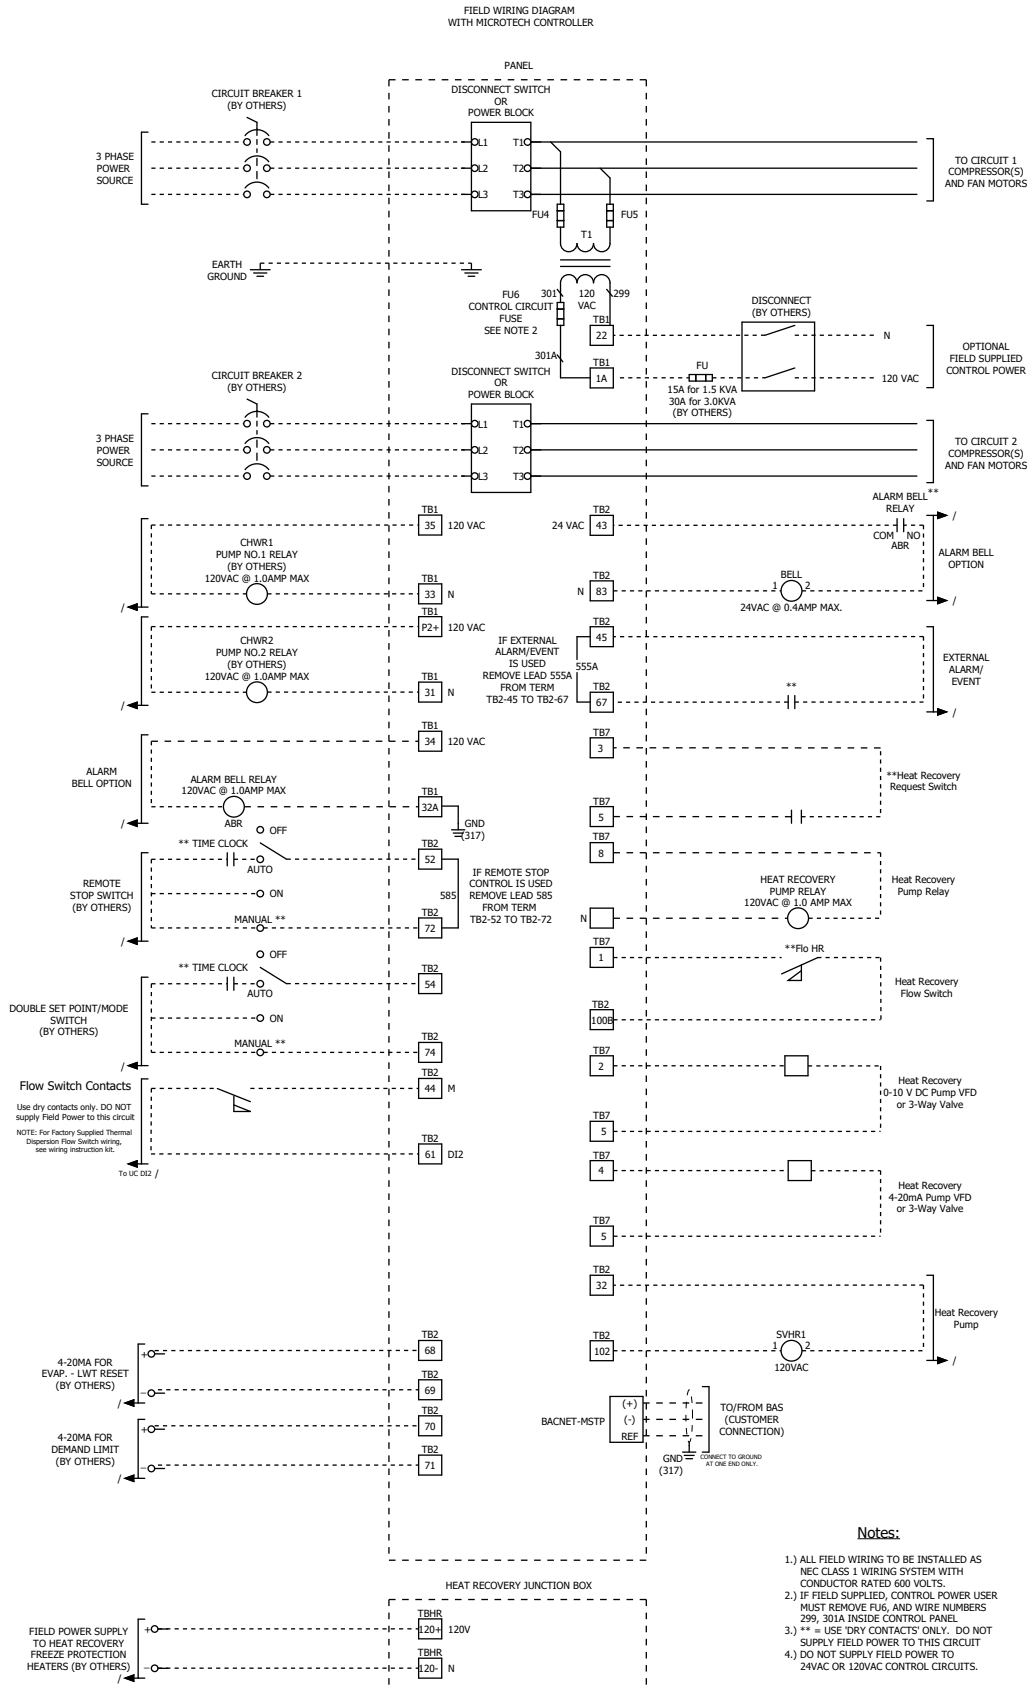 FIELD WIRING DIAGRAM
WITH MICROTECH CONTROLLER
PANEL
CIRCUIT BREAKER 1
(BY OTHERS)
DISCONNECT SWITCH
OR
POWER BLOCK
3 PHASE
POWER
SOURCE
L1
T1
L2
T2
L3
T3
TO CIRCUIT 1
COMPRESSOR(S)
AND FAN MOTORS
FU4
FU5
T1
EARTH
GROUND
301
120
VAC
299
FU6
CONTROL CIRCUIT
FUSE
SEE NOTE 2
301A
TB1
22
TB1
1A
DISCONNECT
(BY OTHERS)
N
120 VAC
FU
15A for 1.5 KVA
30A for 3.0KVA
(BY OTHERS)
OPTIONAL
FIELD SUPPLIED
CONTROL POWER
CIRCUIT BREAKER 2
(BY OTHERS)
DISCONNECT SWITCH
OR
POWER BLOCK
3 PHASE
POWER
SOURCE
L1
T1
L2
T2
L3
T3
TO CIRCUIT 2
COMPRESSOR(S)
AND FAN MOTORS
CHWR1
PUMP NO.1 RELAY
(BY OTHERS)
120VAC @ 1.0AMP MAX
/
TB1
35 120 VAC
TB1
33 N
CHWR2
PUMP NO.2 RELAY
(BY OTHERS)
120VAC @ 1.0AMP MAX
/
TB1
P2+ 120 VAC
TB1
31 N
ALARM
BELL OPTION
/
ALARM BELL RELAY
120VAC @ 1.0AMP MAX
ABR
TB1
34 120 VAC
TB1
32A
GND
(317)
REMOTE
STOP SWITCH
(BY OTHERS)
/
** TIME CLOCK
OFF
AUTO
ON
MANUAL **
TB2
52
585
TB2
72
IF REMOTE STOP
CONTROL IS USED
REMOVE LEAD 585
FROM TERM
TB2-52 TO TB2-72
DOUBLE SET POINT/MODE
SWITCH
(BY OTHERS)
/
** TIME CLOCK
OFF
AUTO
ON
MANUAL **
TB2
54
TB2
74
Flow Switch Contacts
Use dry contacts only. DO NOT
supply Field Power to this circuit
NOTE: For Factory Supplied Thermal
Dispersion Flow Switch wiring,
see wiring instruction kit.
To UC DI2 /
TB2
44 M
TB2
61 DI2
4-20MA FOR
EVAP. - LWT RESET
(BY OTHERS)
+
−
/
TB2
68
TB2
69
4-20MA FOR
DEMAND LIMIT
(BY OTHERS)
+
−
/
TB2
70
TB2
71
TB2
24 VAC 43
ALARM BELL**
RELAY
COM NO
ABR
/
TB2
N 83
BELL
1 2
24VAC @ 0.4AMP MAX.
ALARM BELL
OPTION
/
IF EXTERNAL
ALARM/EVENT
IS USED
REMOVE LEAD 555A
FROM TERM
TB2-45 TO TB2-67
555A
TB2
45
TB2
67
**
EXTERNAL
ALARM/
EVENT
/
TB7
3
TB7
5
**Heat Recovery
Request Switch
TB7
8
N
HEAT RECOVERY
PUMP RELAY
120VAC @ 1.0 AMP MAX
Heat Recovery
Pump Relay
TB7
1
**Flo HR
TB2
100B
Heat Recovery
Flow Switch
TB7
2
TB7
5
Heat Recovery
0-10 V DC Pump VFD
or 3-Way Valve
TB7
4
TB7
5
Heat Recovery
4-20mA Pump VFD
or 3-Way Valve
TB2
32
TB2
102
SVHR1
1 2
120VAC
Heat Recovery
Pump
/
BACNET-MSTP
(+)
(-)
REF
GND
(317)
CONNECT TO GROUND
AT ONE END ONLY.
TO/FROM BAS
(CUSTOMER
CONNECTION)
HEAT RECOVERY JUNCTION BOX
FIELD POWER SUPPLY
TO HEAT RECOVERY
FREEZE PROTECTION
HEATERS (BY OTHERS)
+
−
/
TBHR
120+ 120V
TBHR
120- N
Notes:
1.) ALL FIELD WIRING TO BE INSTALLED AS
NEC CLASS 1 WIRING SYSTEM WITH
CONDUCTOR RATED 600 VOLTS.
2.) IF FIELD SUPPLIED, CONTROL POWER USER
MUST REMOVE FU6, AND WIRE NUMBERS
299, 301A INSIDE CONTROL PANEL
3.) ** = USE 'DRY CONTACTS' ONLY. DO NOT
SUPPLY FIELD POWER TO THIS CIRCUIT
4.) DO NOT SUPPLY FIELD POWER TO
24VAC OR 120VAC CONTROL CIRCUITS.